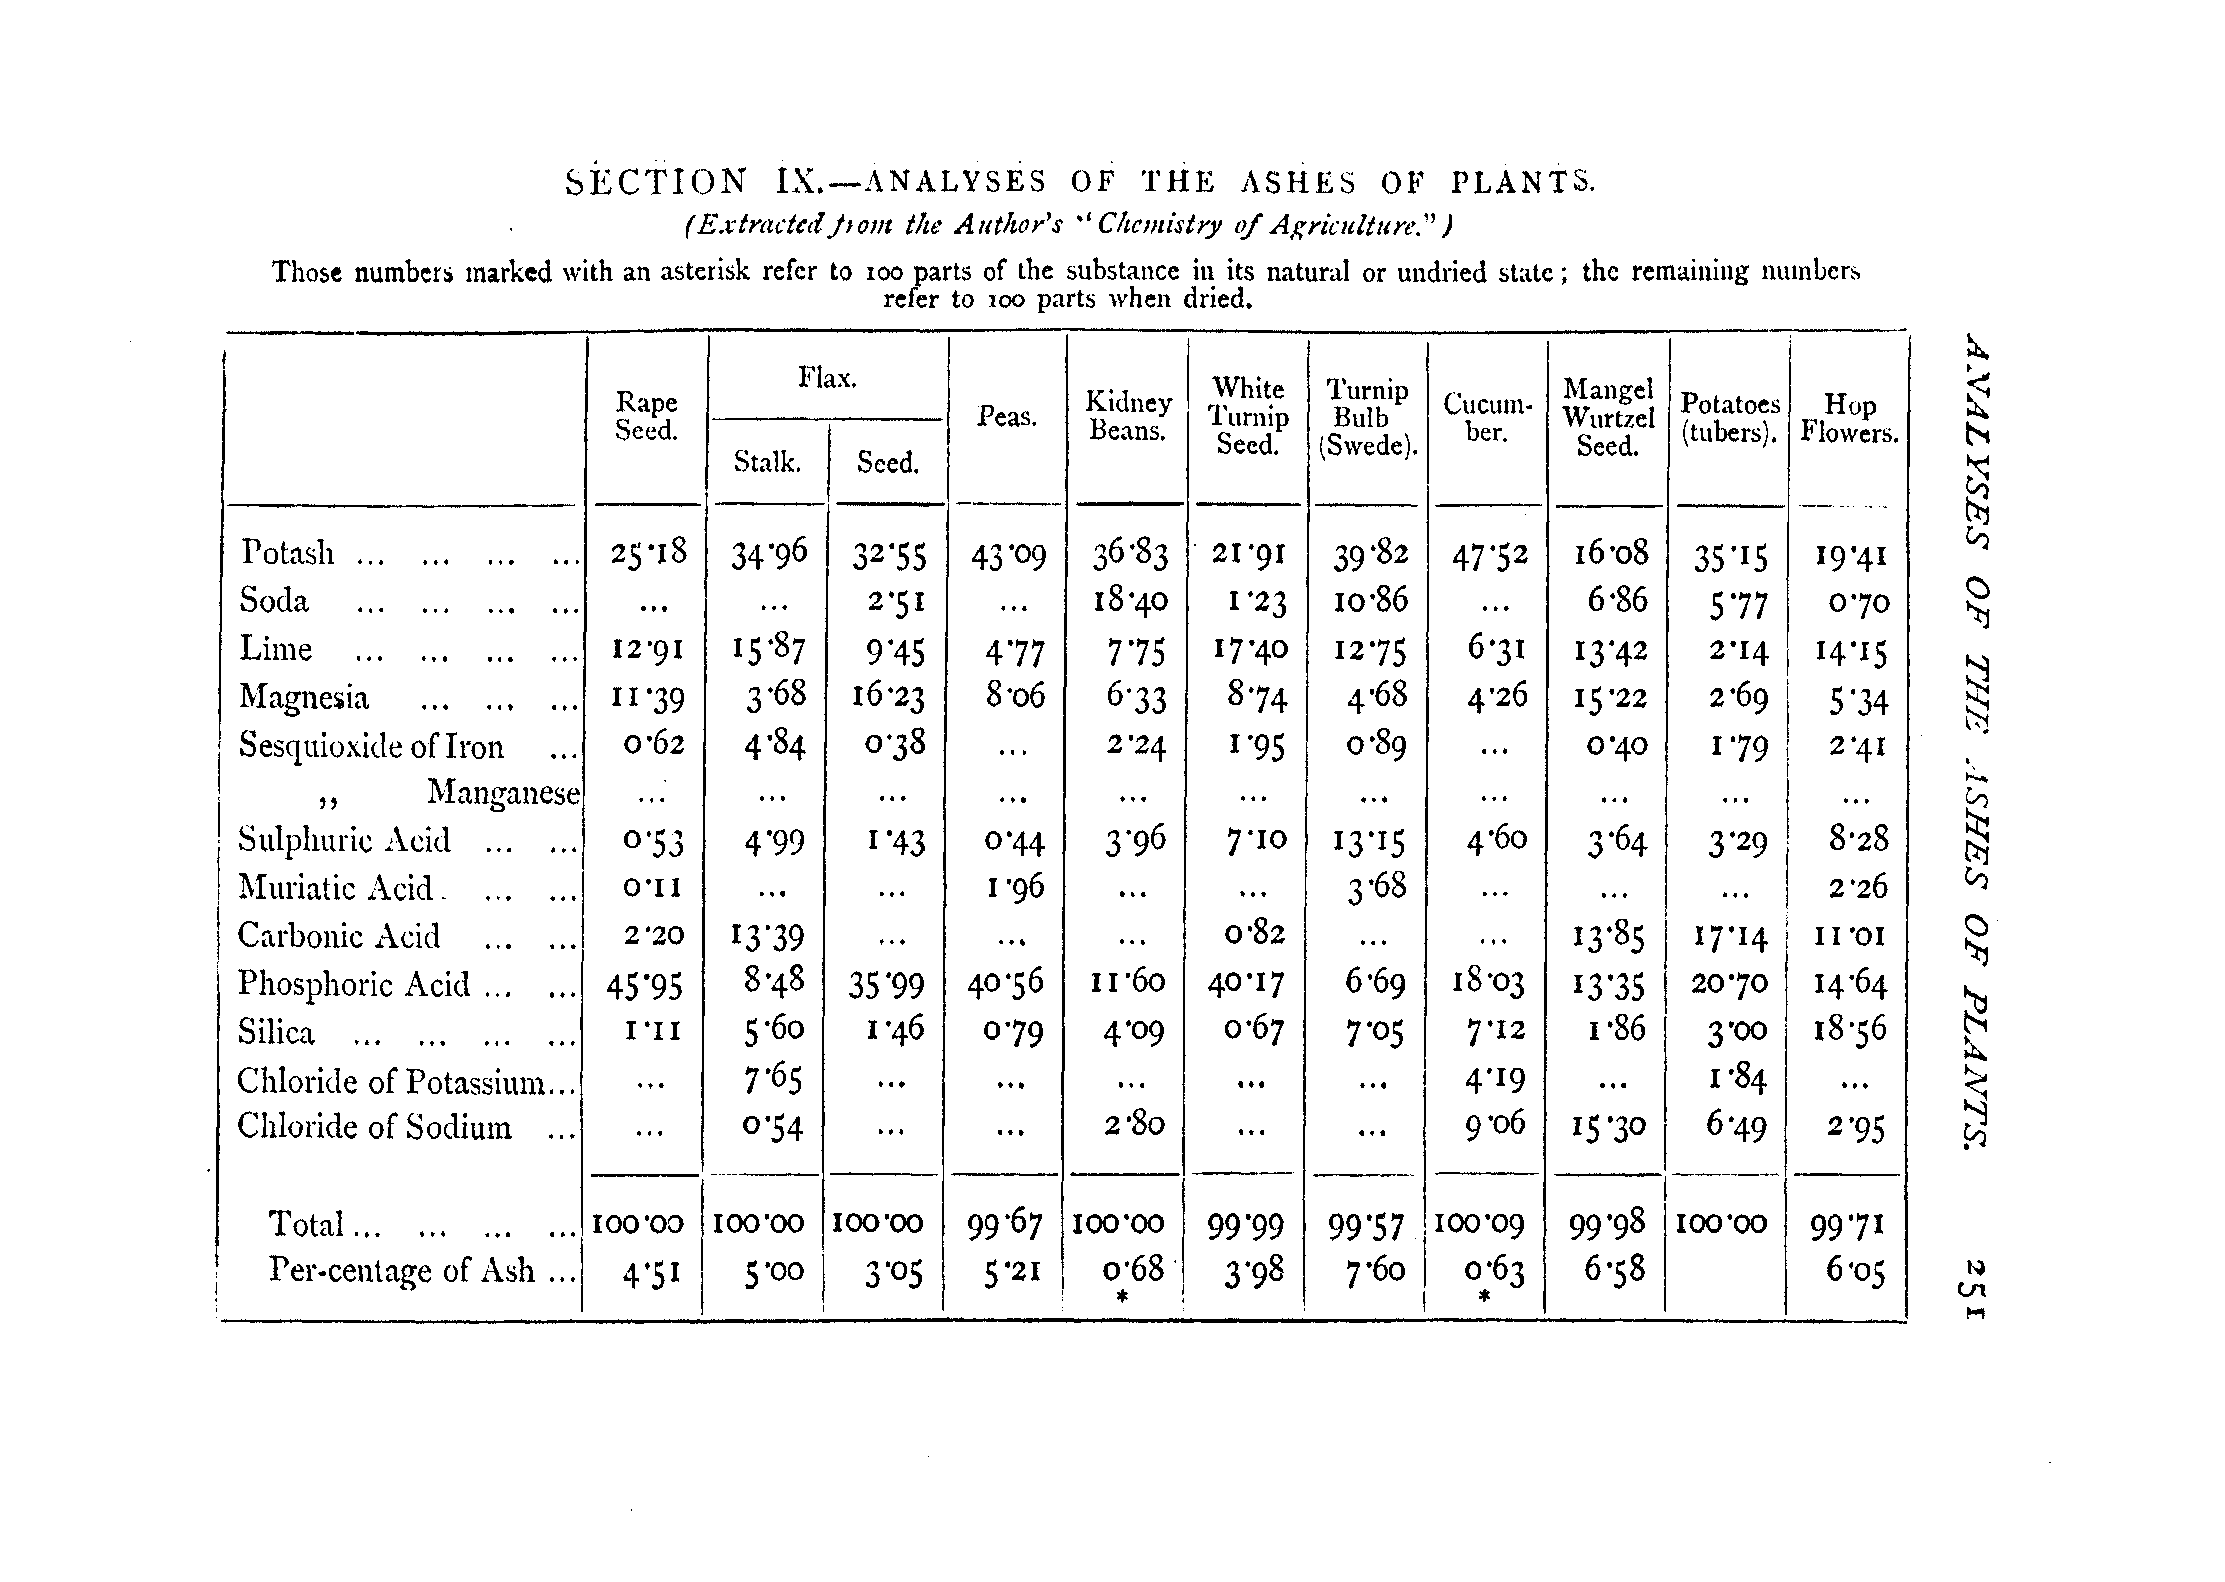 SECTION IX.—ANALYSES OF THE ASHES OF PLANTS.
(Extracted from the Author's "Chemistry of Agriculture.")
Those numbers marked with an asterisk refer to 100 parts of the substance in its natural or undried state; the remaining numbers
refer to 100 parts when dried.
Rape Seed. Flax. Stalk. Seed. Peas. Kidney Beans. White Turnip Seed. Turnip Bulb (Swede). Cucum-ber. Mangel Wurtzel Seed. Potatoes (tubers). Hop Flowers.
Potash ... ... ... ... 25·18 34·96 32·55 43·09 36·83 21·91 39·82 47·52 16·08 35·15 19·41
Soda ... ... ... ... ... ... 2·51 ... 18·40 1·23 10·86 ... 6·86 5·77 0·70
Lime ... ... ... ... 12·91 15·87 9·45 4·77 7·75 17·40 12·75 6·31 13·42 2·14 14·15
Magnesia ... ... ... 11·39 3·68 16·23 8·06 6·33 8·74 4·68 4·26 15·22 2·69 5·34
Sesquioxide of Iron ... 0·62 4·84 0·38 ... 2·24 1·95 0·89 ... 0·40 1·79 2·41
,, Manganese ... ... ... ... ... ... ... ... ... ... ...
Sulphuric Acid ... ... 0·53 4·99 1·43 0·44 3·96 7·10 13·15 4·60 3·64 3·29 8·28
Muriatic Acid. ... ... 0·11 ... ... 1·96 ... ... 3·68 ... ... ... 2·26
Carbonic Acid ... ... 2·20 13·39 ... ... ... 0·82 ... ... 13·85 17·14 11·01
Phosphoric Acid ... ... 45·95 8·48 35·99 40·56 11·60 40·17 6·69 18·03 13·35 20·70 14·64
Silica ... ... ... ... 1·11 5·60 1·46 0·79 4·09 0·67 7·05 7·12 1·86 3·00 18·56
Chloride of Potassium... ... 7·65 ... ... ... ... ... 4·19 ... 1·84 ...
Chloride of Sodium ... ... 0·54 ... ... 2·80 ... ... 9·06 15·30 6·49 2·95
Total ... ... ... ... 100·00 100·00 100·00 99·67 100·00 99·99 99·57 100·09 99·98 100·00 99·71
Per-centage of Ash ... 4·51 5·00 3·05 5·21 0·68 3·98 7·60 0·63 6·58 6·05
* *
ANALYSES OF THE ASHES OF PLANTS. 251